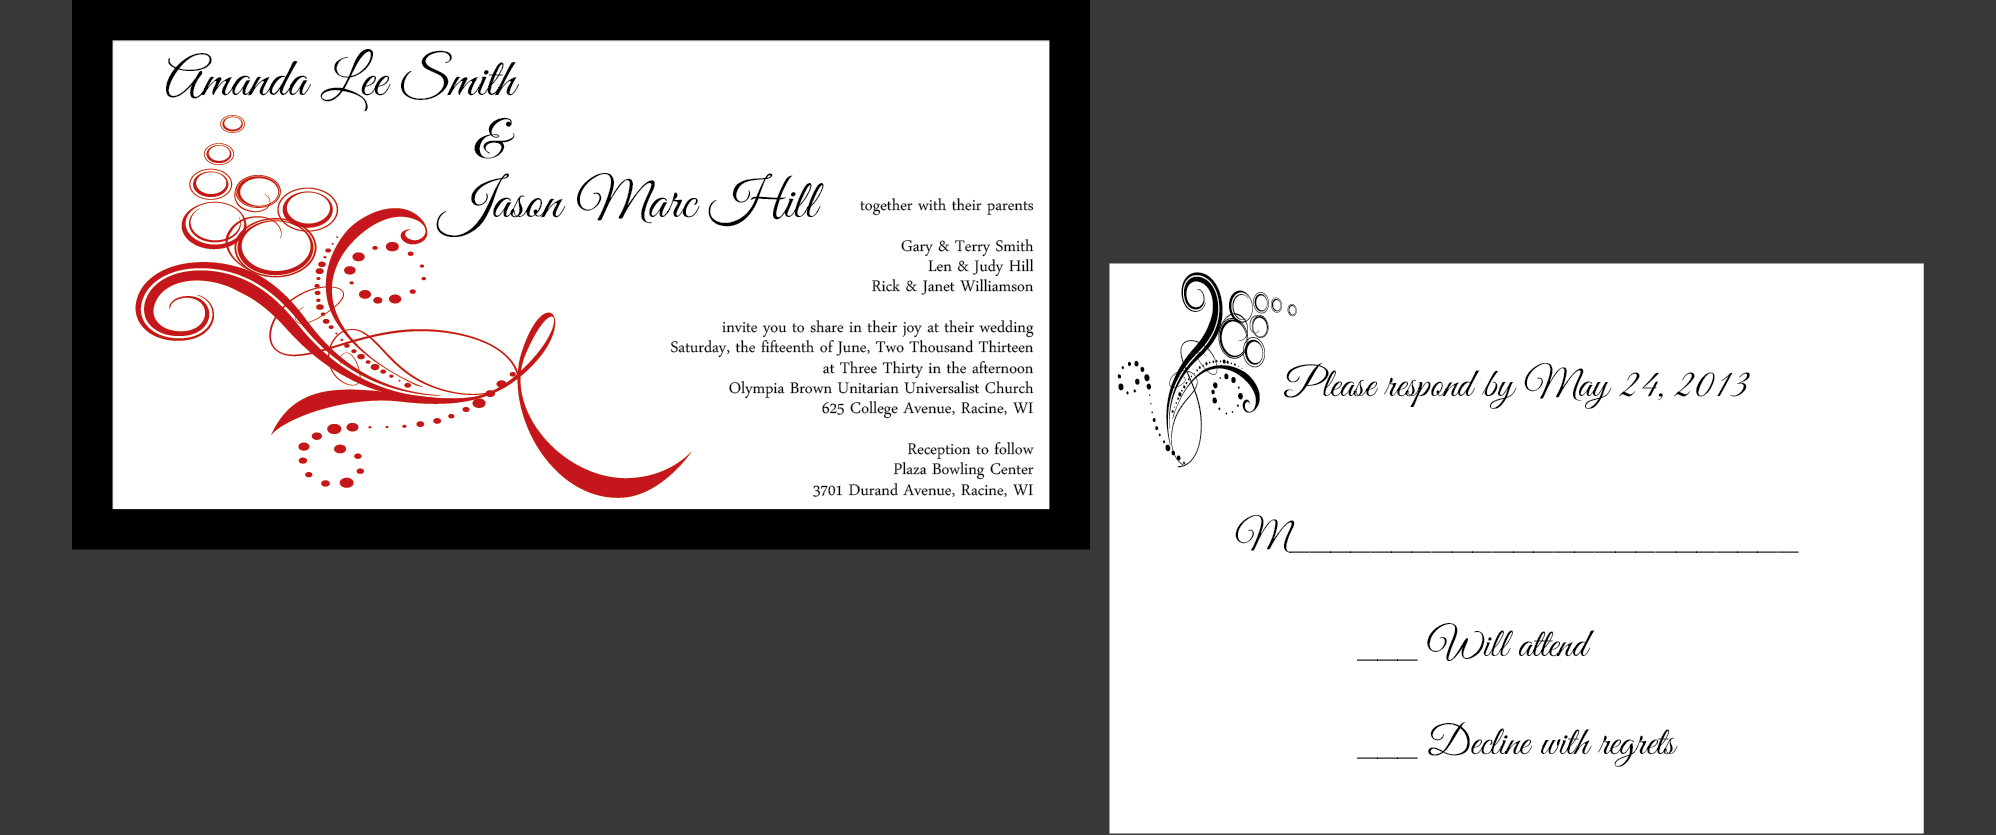 Amanda Lee Smith
&
Jason Marc Hill
together with their parents
Gary & Terry Smith
Len & Judy Hill
Rick & Janet Williamson
invite you to share in their joy at their wedding
Saturday, the fifteenth of June, Two Thousand Thirteen
at Three Thirty in the afternoon
Olympia Brown Unitarian Universalist Church
625 College Avenue, Racine, WI
Reception to follow
Plaza Bowling Center
3701 Durand Avenue, Racine, WI
Please respond by May 24, 2013
M_________________________
___ Will attend
___ Decline with regrets